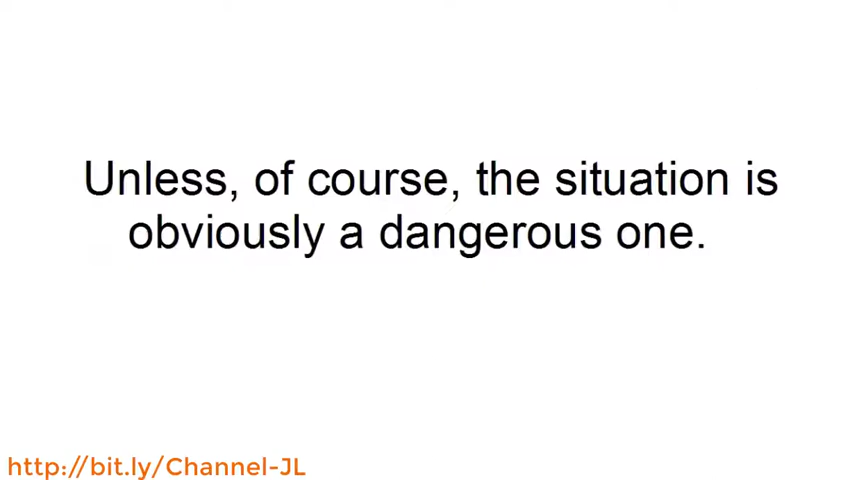 Unless, of course, the situation is
obviously a dangerous one.
http://bit.ly/Channel-JL